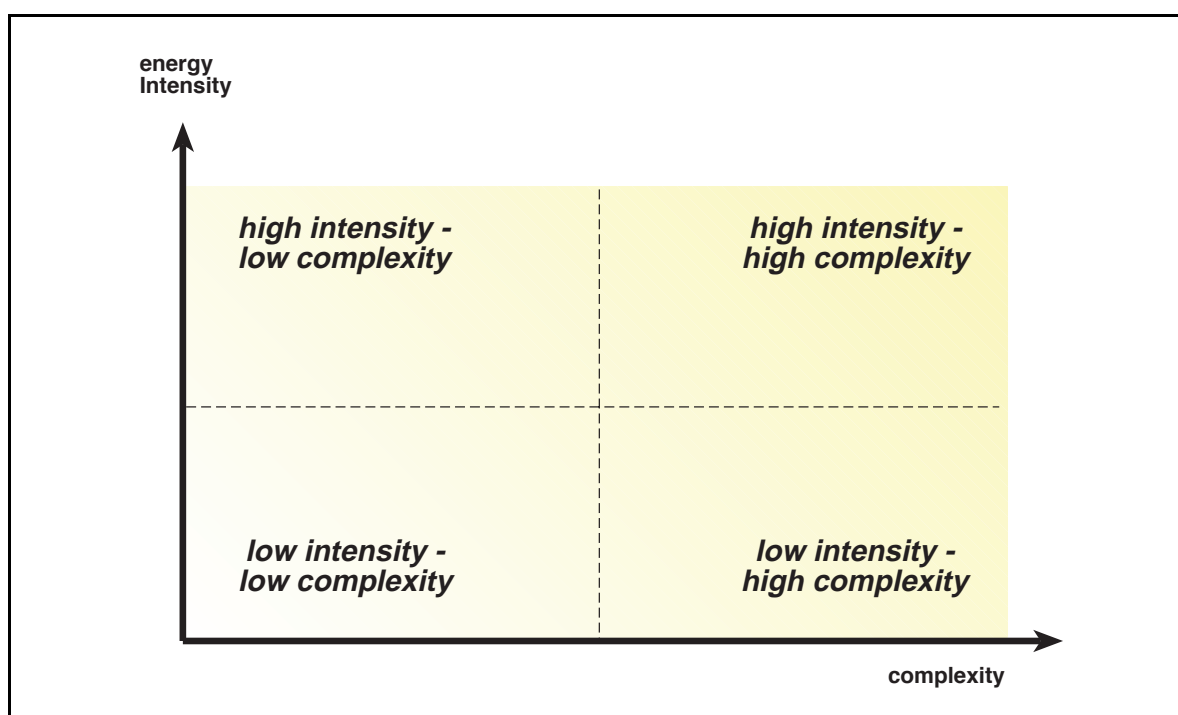 energy
Intensity
high intensity -
low complexity
high intensity -
high complexity
low intensity -
low complexity
low intensity -
high complexity
complexity